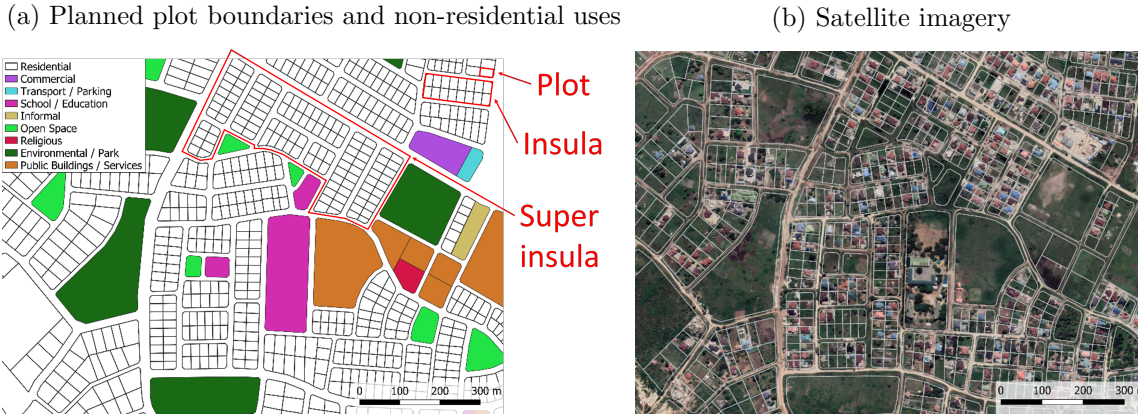 (a) Planned plot boundaries and non-residential uses
(b) Satellite imagery
Residential
Commercial
Transport / Parking
School / Education
Informal
Open Space
Religious
Environmental / Park
Public Buildings / Services
Plot
Insula
Super
insula
0 100 200 300 m
0 100 200 300 m